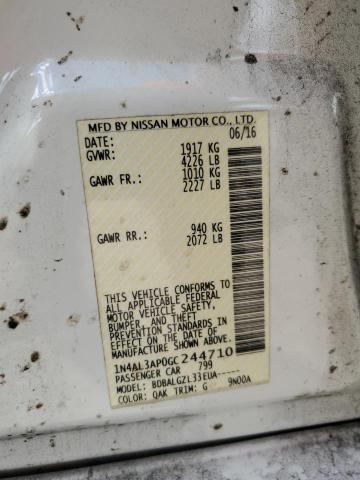 MFD BY NISSAN MOTOR CO., LTD.
DATE: 06/16
GVWR: 1917 KG
4226 LB
GAWR FR.: 1010 KG
2227 LB
GAWR RR.: 940 KG
2072 LB
THIS VEHICLE CONFORMS TO
ALL APPLICABLE FEDERAL
MOTOR VEHICLE SAFETY,
BUMPER, AND THEFT
PREVENTION STANDARDS IN
EFFECT ON THE DATE OF
MANUFACTURE SHOWN ABOVE.
1N4AL3AP0GC244710
PASSENGER CAR 799
MODEL: BDBALGZL33EUA-----
COLOR: QAK TRIM: G 9N00A